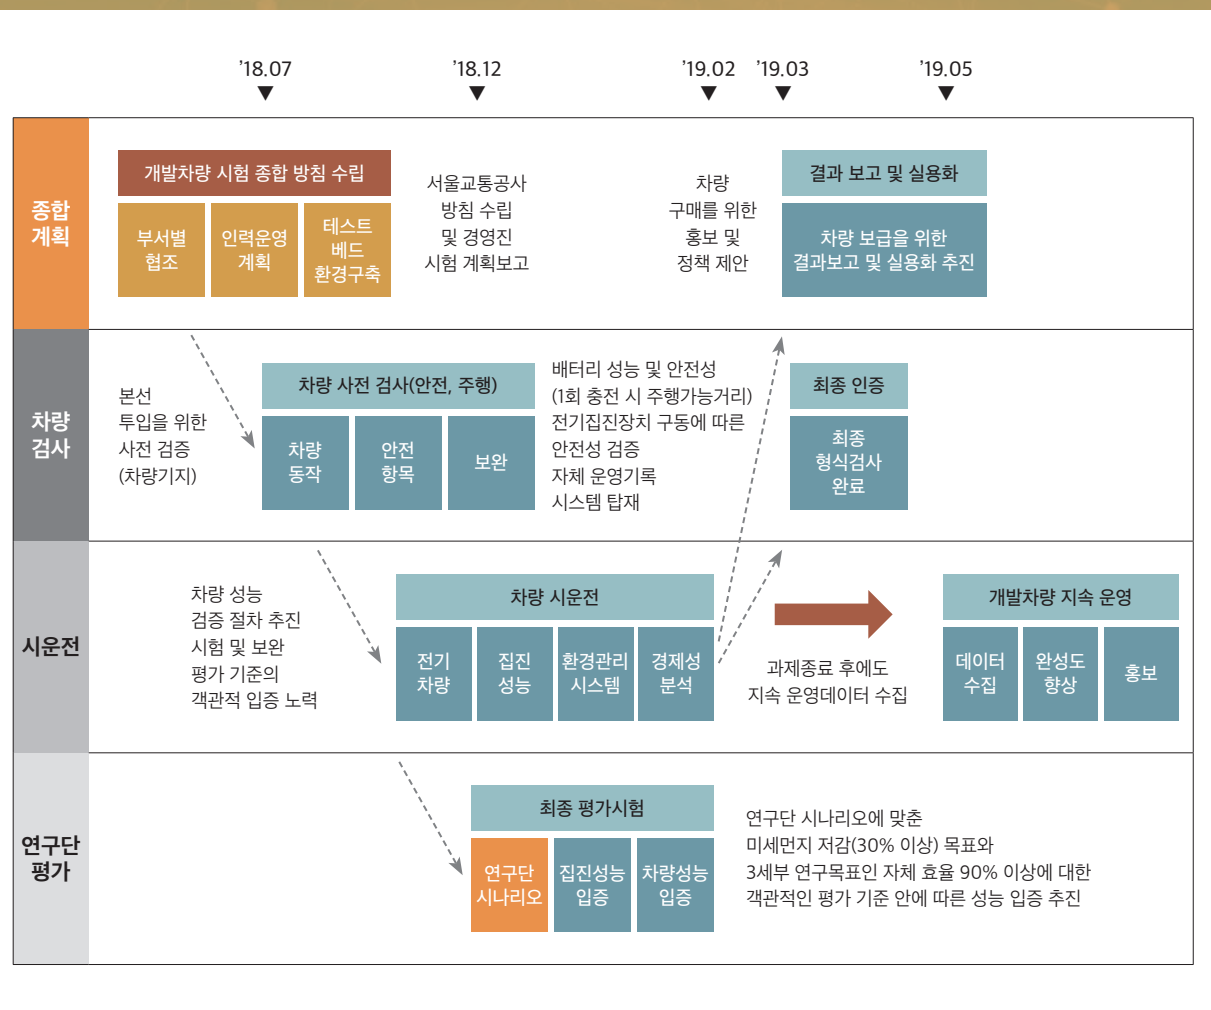 ’18.07
’18.12
’19.02
’19.03
’19.05
종합
계획
개발차량 시험 종합 방침 수립
부서별
협조
인력운영
계획
테스트
베드
환경구축
서울교통공사
방침 수립
및 경영진
시험 계획보고
차량
구매를 위한
홍보 및
정책 제안
결과 보고 및 실용화
차량 보급을 위한
결과보고 및 실용화 추진
차량
검사
본선
투입을 위한
사전 검증
(차량기지)
차량 사전 검사(안전, 주행)
차량
동작
안전
항목
보완
배터리 성능 및 안전성
(1회 충전 시 주행가능거리)
전기집진장치 구동에 따른
안전성 검증
자체 운영기록
시스템 탑재
최종 인증
최종
형식검사
완료
시운전
차량 성능
검증 절차 추진
시험 및 보완
평가 기준의
객관적 입증 노력
차량 시운전
전기
차량
집진
성능
환경관리
시스템
경제성
분석
과제종료 후에도
지속 운영데이터 수집
개발차량 지속 운영
데이터
수집
완성도
향상
홍보
연구단
평가
최종 평가시험
연구단
시나리오
집진성능
입증
차량성능
입증
연구단 시나리오에 맞춘
미세먼지 저감(30% 이상) 목표와
3세부 연구목표인 자체 효율 90% 이상에 대한
객관적인 평가 기준 안에 따른 성능 입증 추진